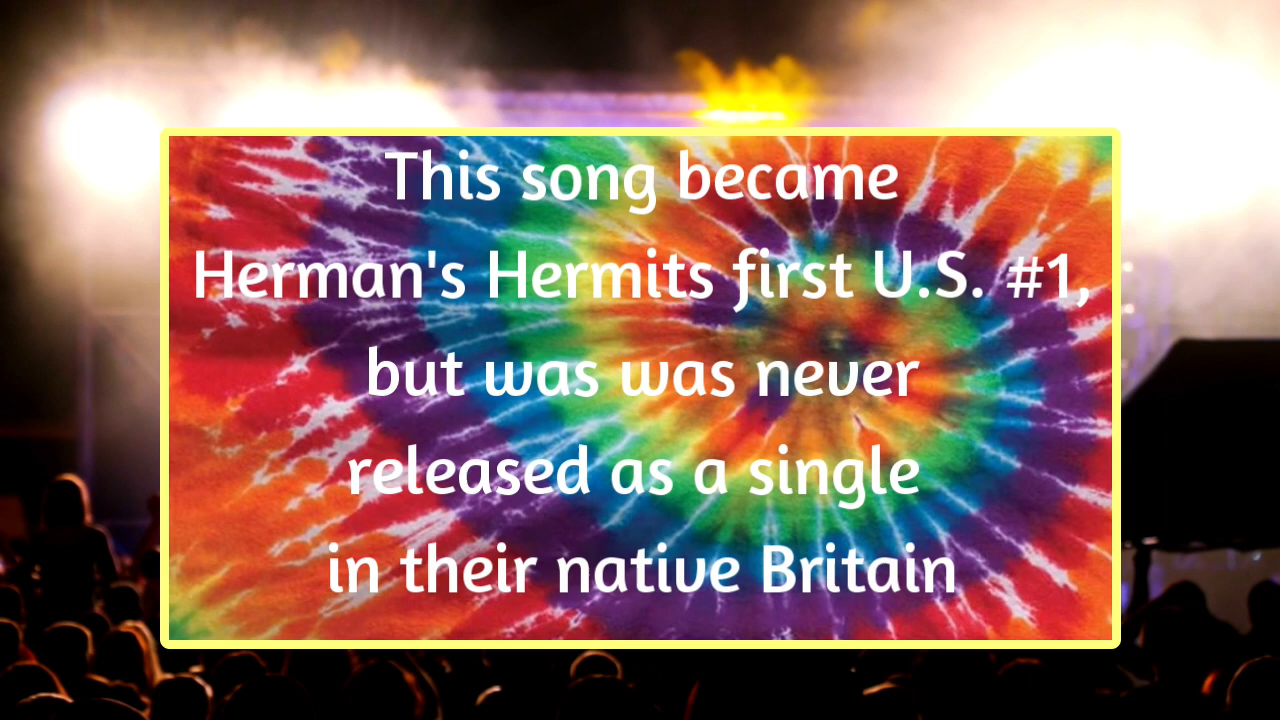 This song became
Herman's Hermits first U.S. #1,
but was was never
released as a single
in their native Britain